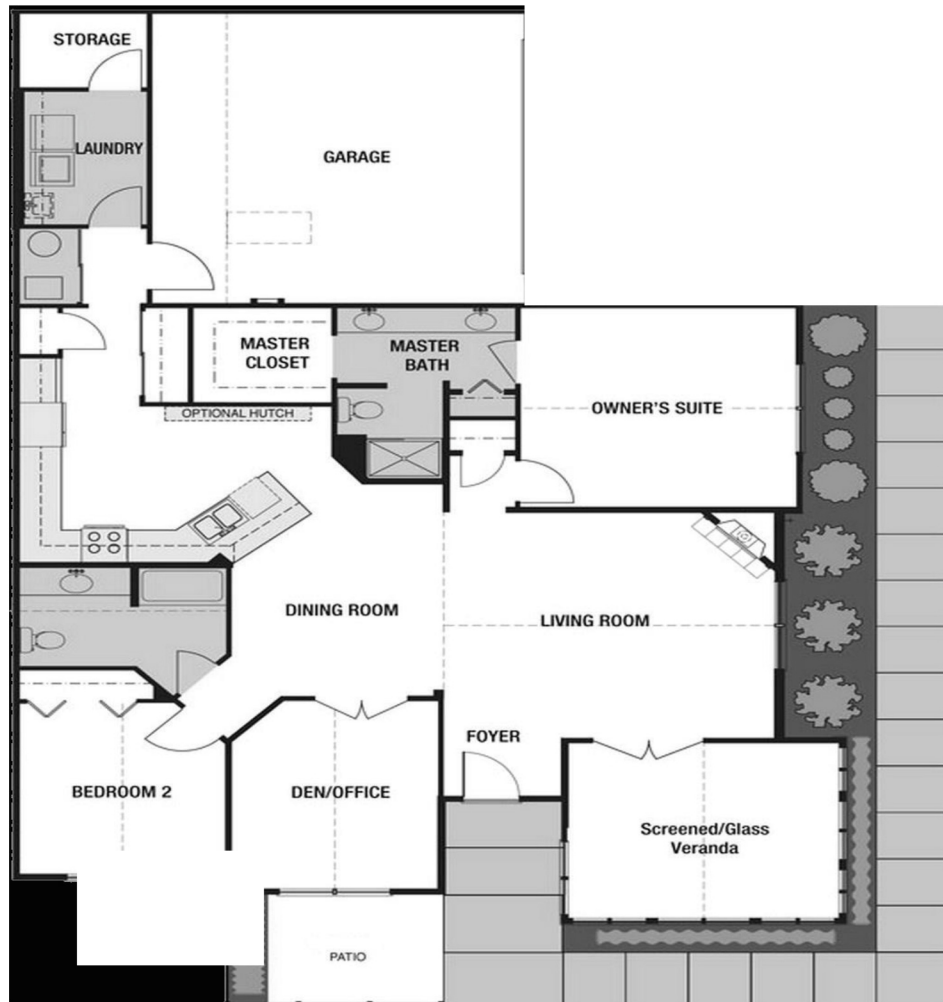 STORAGE
LAUNDRY
GARAGE
MASTER
CLOSET
MASTER
BATH
OPTIONAL HUTCH
OWNER'S SUITE
DINING ROOM
LIVING ROOM
FOYER
BEDROOM 2
DEN/OFFICE
Screened/Glass
Veranda
PATIO